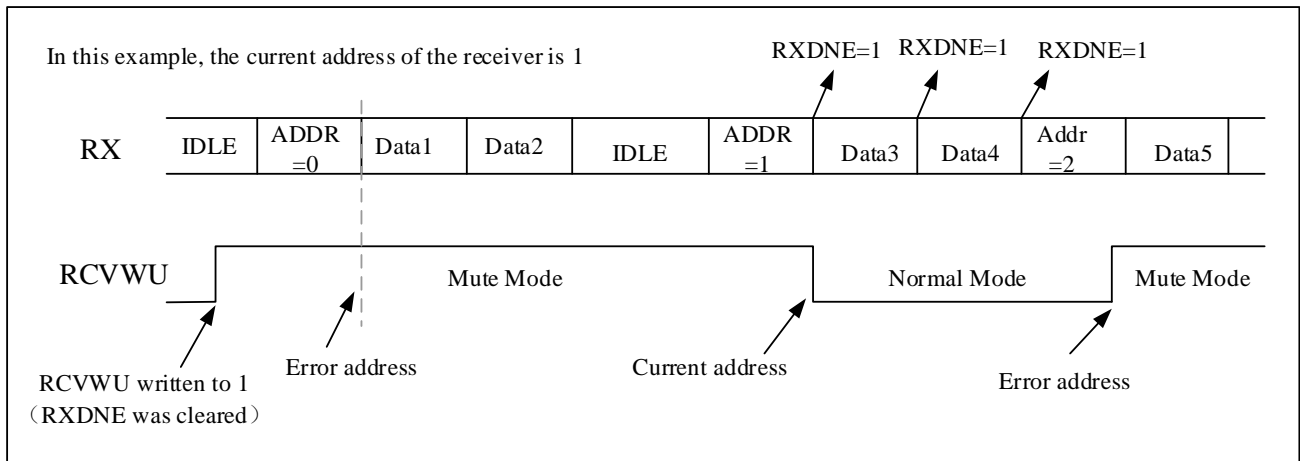 In this example, the current address of the receiver is 1
RXDNE=1
RXDNE=1
RXDNE=1
RX
IDLE
ADDR
=0
Data1
Data2
IDLE
ADDR
=1
Data3
Data4
Addr
=2
Data5
RCVWU
Mute Mode
Normal Mode
Mute Mode
Error address
Current address
Error address
RCVWU written to 1
（RXDNE was cleared）